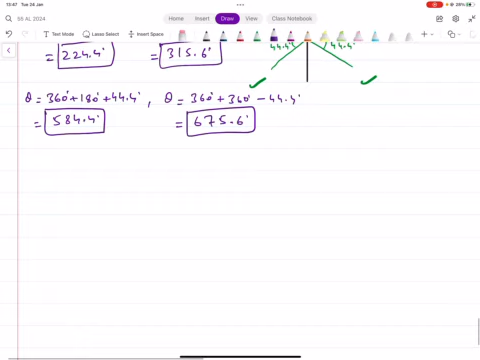 13:47 Tue 24 Jan
28%
SS AL 2024
Home Insert Draw View Class Notebook
Text Mode Lasso Select Insert Space
= 224.4° = 315.6°
44.4° 44.4°
θ = 360° + 180° + 44.4° , θ = 360° + 360° - 44.4°
= 584.4° = 675.6°